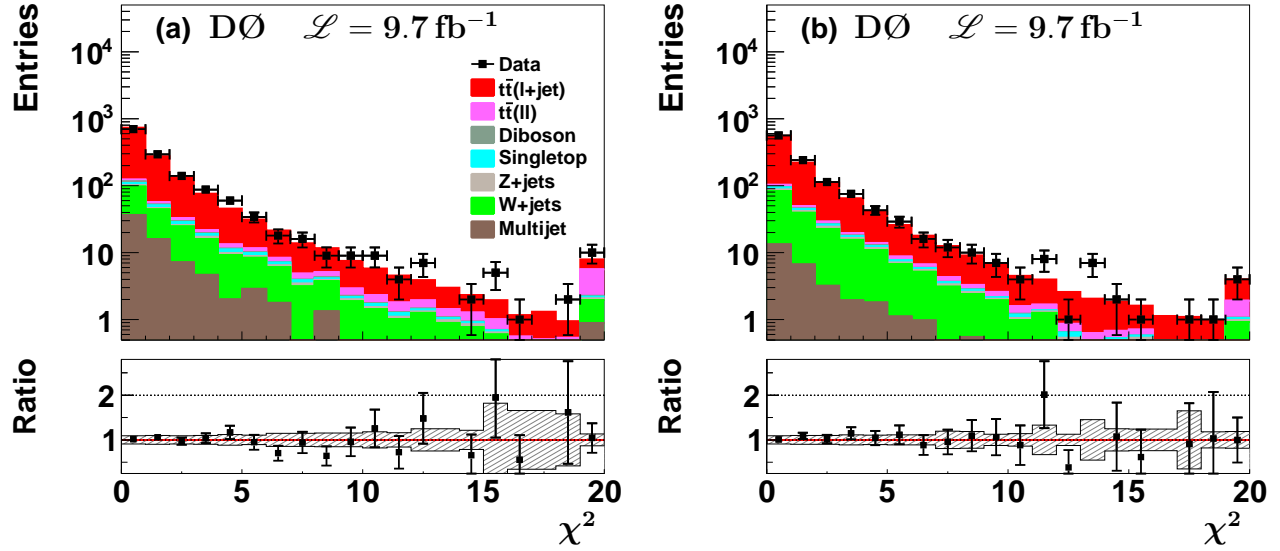 (a) DØ ℒ = 9.7 fb⁻¹
Entries
10⁴
10³
10²
10
1
Data
tt̄(l+jet)
tt̄(ll)
Diboson
Singletop
Z+jets
W+jets
Multijet
Ratio
2
1
0 5 10 15 20
χ²
(b) DØ ℒ = 9.7 fb⁻¹
Entries
10⁴
10³
10²
10
1
Ratio
2
1
0 5 10 15 20
χ²